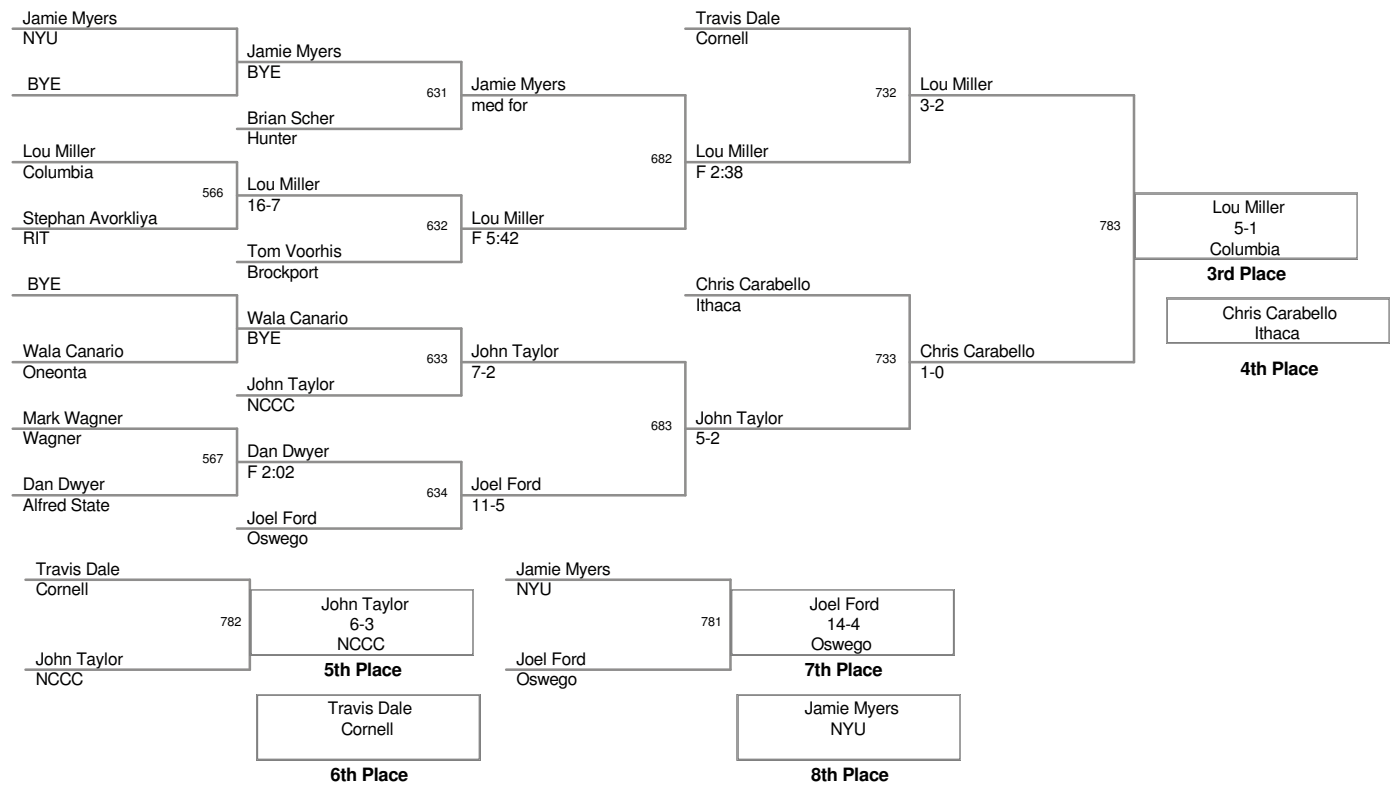 Jamie Myers
NYU
BYE
Jamie Myers
BYE
631
Brian Scher
Hunter
Jamie Myers
med for
Lou Miller
Columbia
566
Stephan Avorkliya
RIT
Lou Miller
16-7
632
Tom Voorhis
Brockport
Lou Miller
F 5:42
682
BYE
Wala Canario
Oneonta
Wala Canario
BYE
633
John Taylor
NCCC
John Taylor
7-2
Mark Wagner
Wagner
567
Dan Dwyer
Alfred State
Dan Dwyer
F 2:02
634
Joel Ford
Oswego
Joel Ford
11-5
683
Travis Dale
Cornell
732
Lou Miller
F 2:38
Lou Miller
3-2
Chris Carabello
Ithaca
733
John Taylor
5-2
Chris Carabello
1-0
783
Lou Miller
5-1
Columbia
3rd Place
Chris Carabello
Ithaca
4th Place
Travis Dale
Cornell
782
John Taylor
NCCC
John Taylor
6-3
NCCC
5th Place
Travis Dale
Cornell
6th Place
Jamie Myers
NYU
781
Joel Ford
Oswego
Joel Ford
14-4
Oswego
7th Place
Jamie Myers
NYU
8th Place